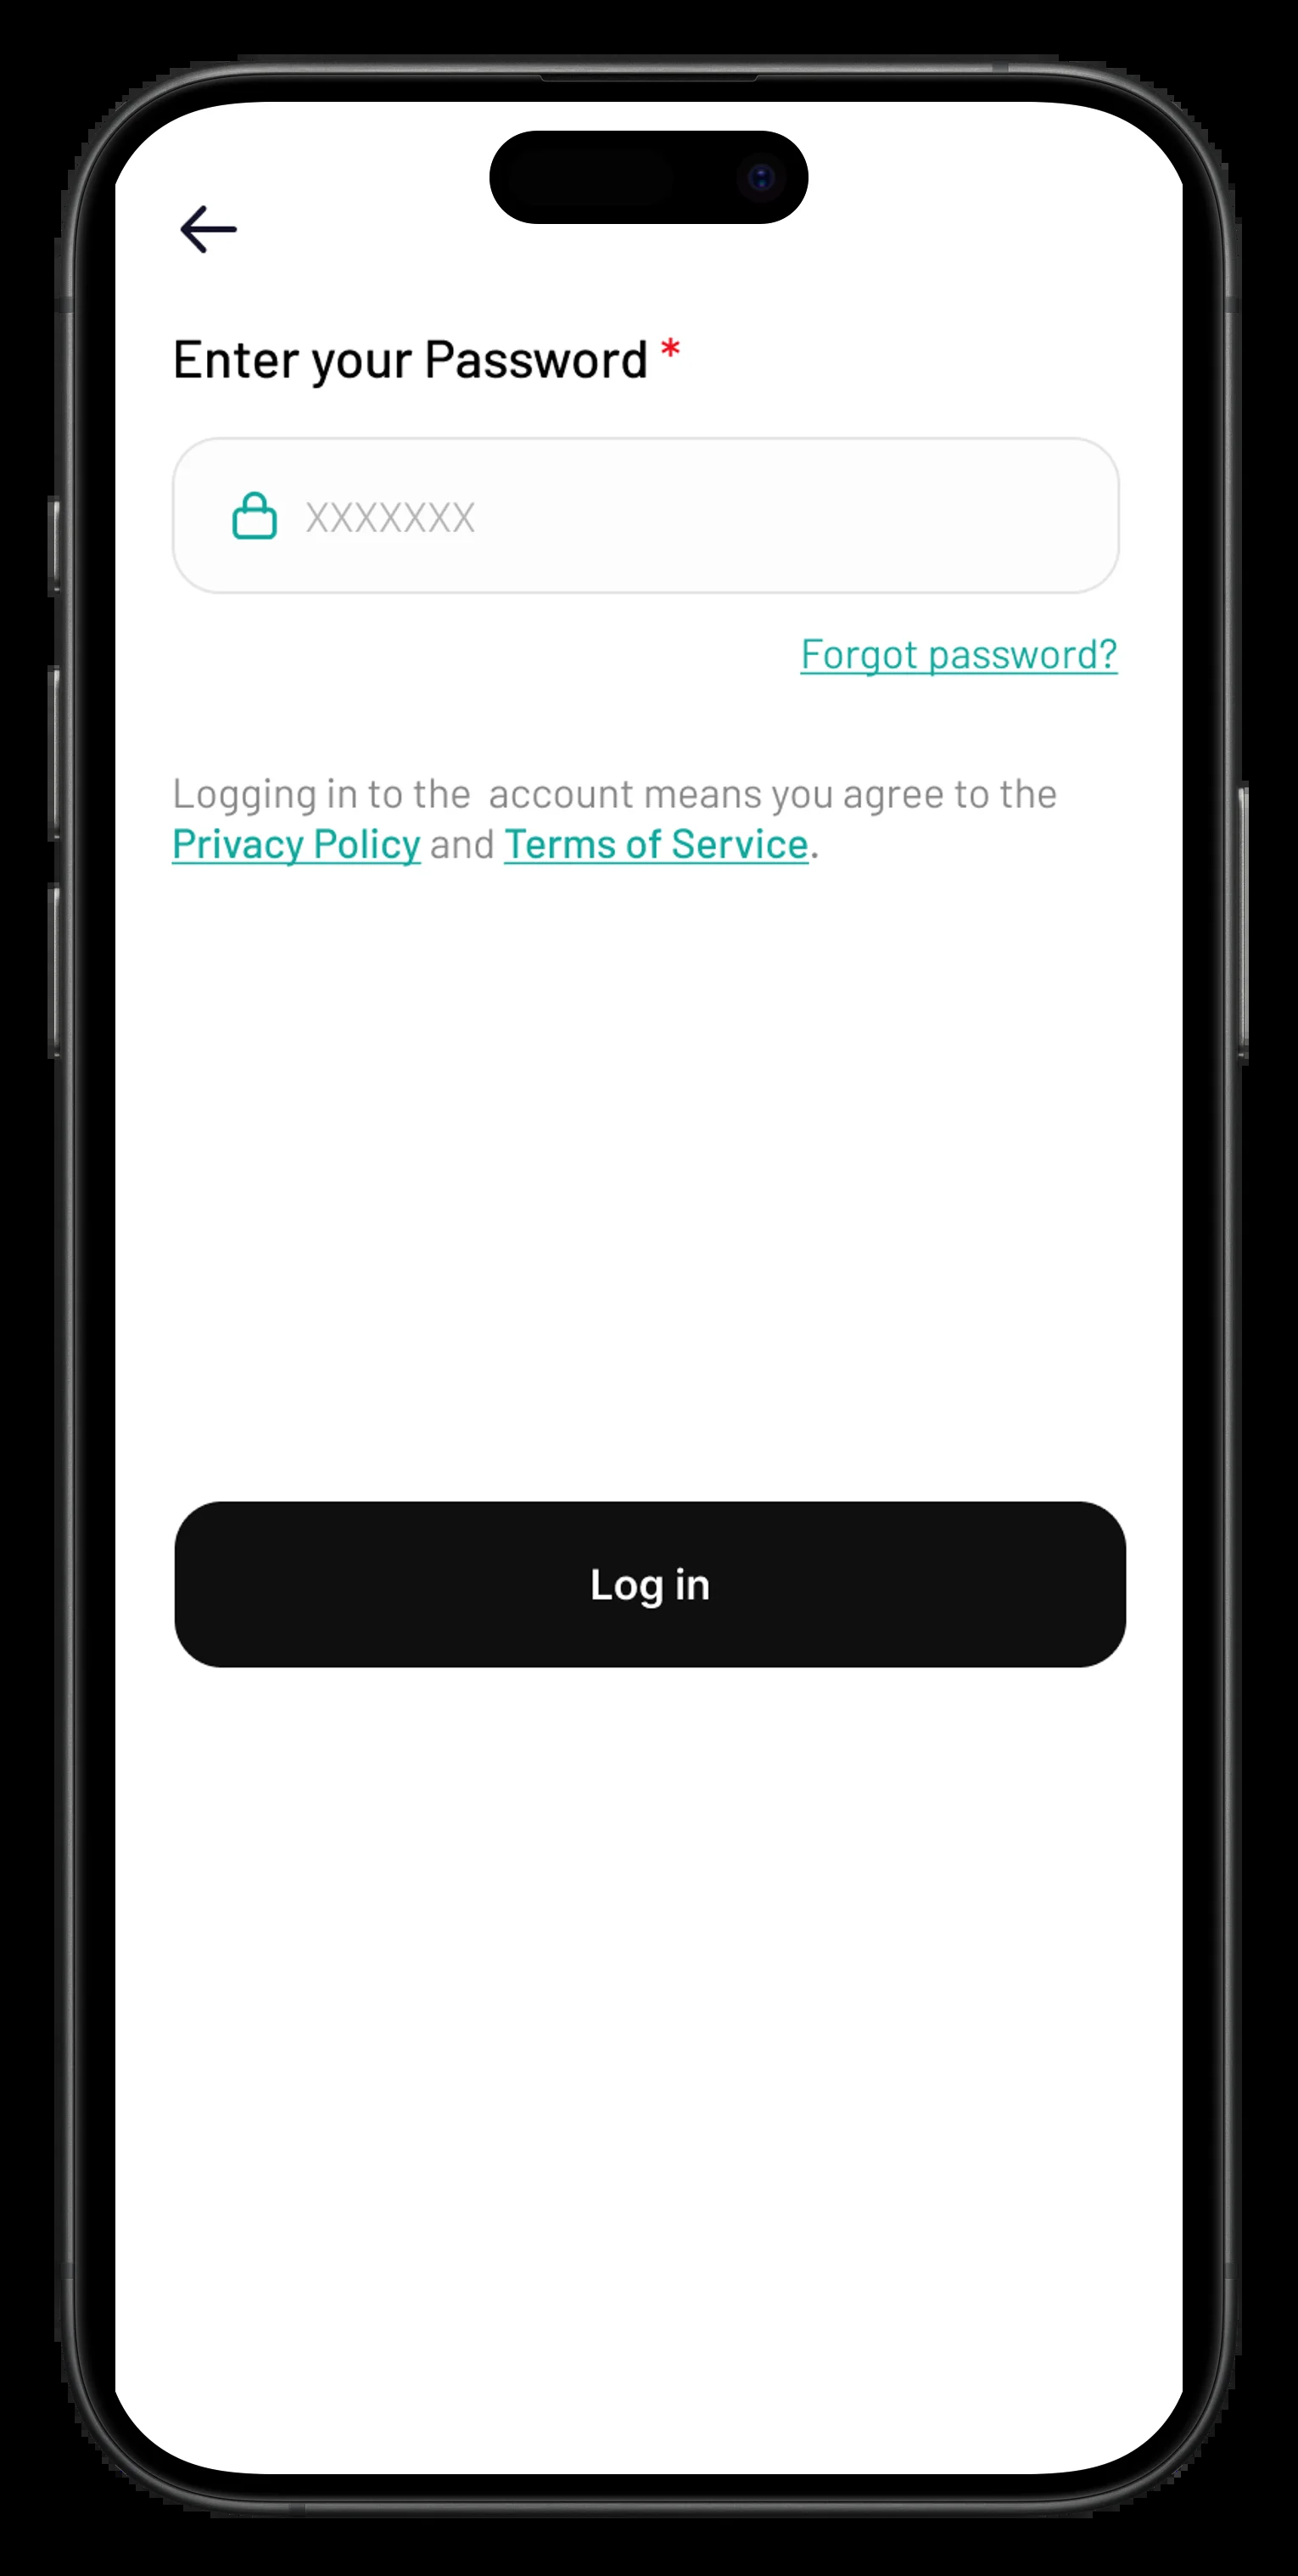 Enter your Password *
XXXXXXX
Forgot password?
Logging in to the  account means you agree to the
Privacy Policy and Terms of Service.
Log in